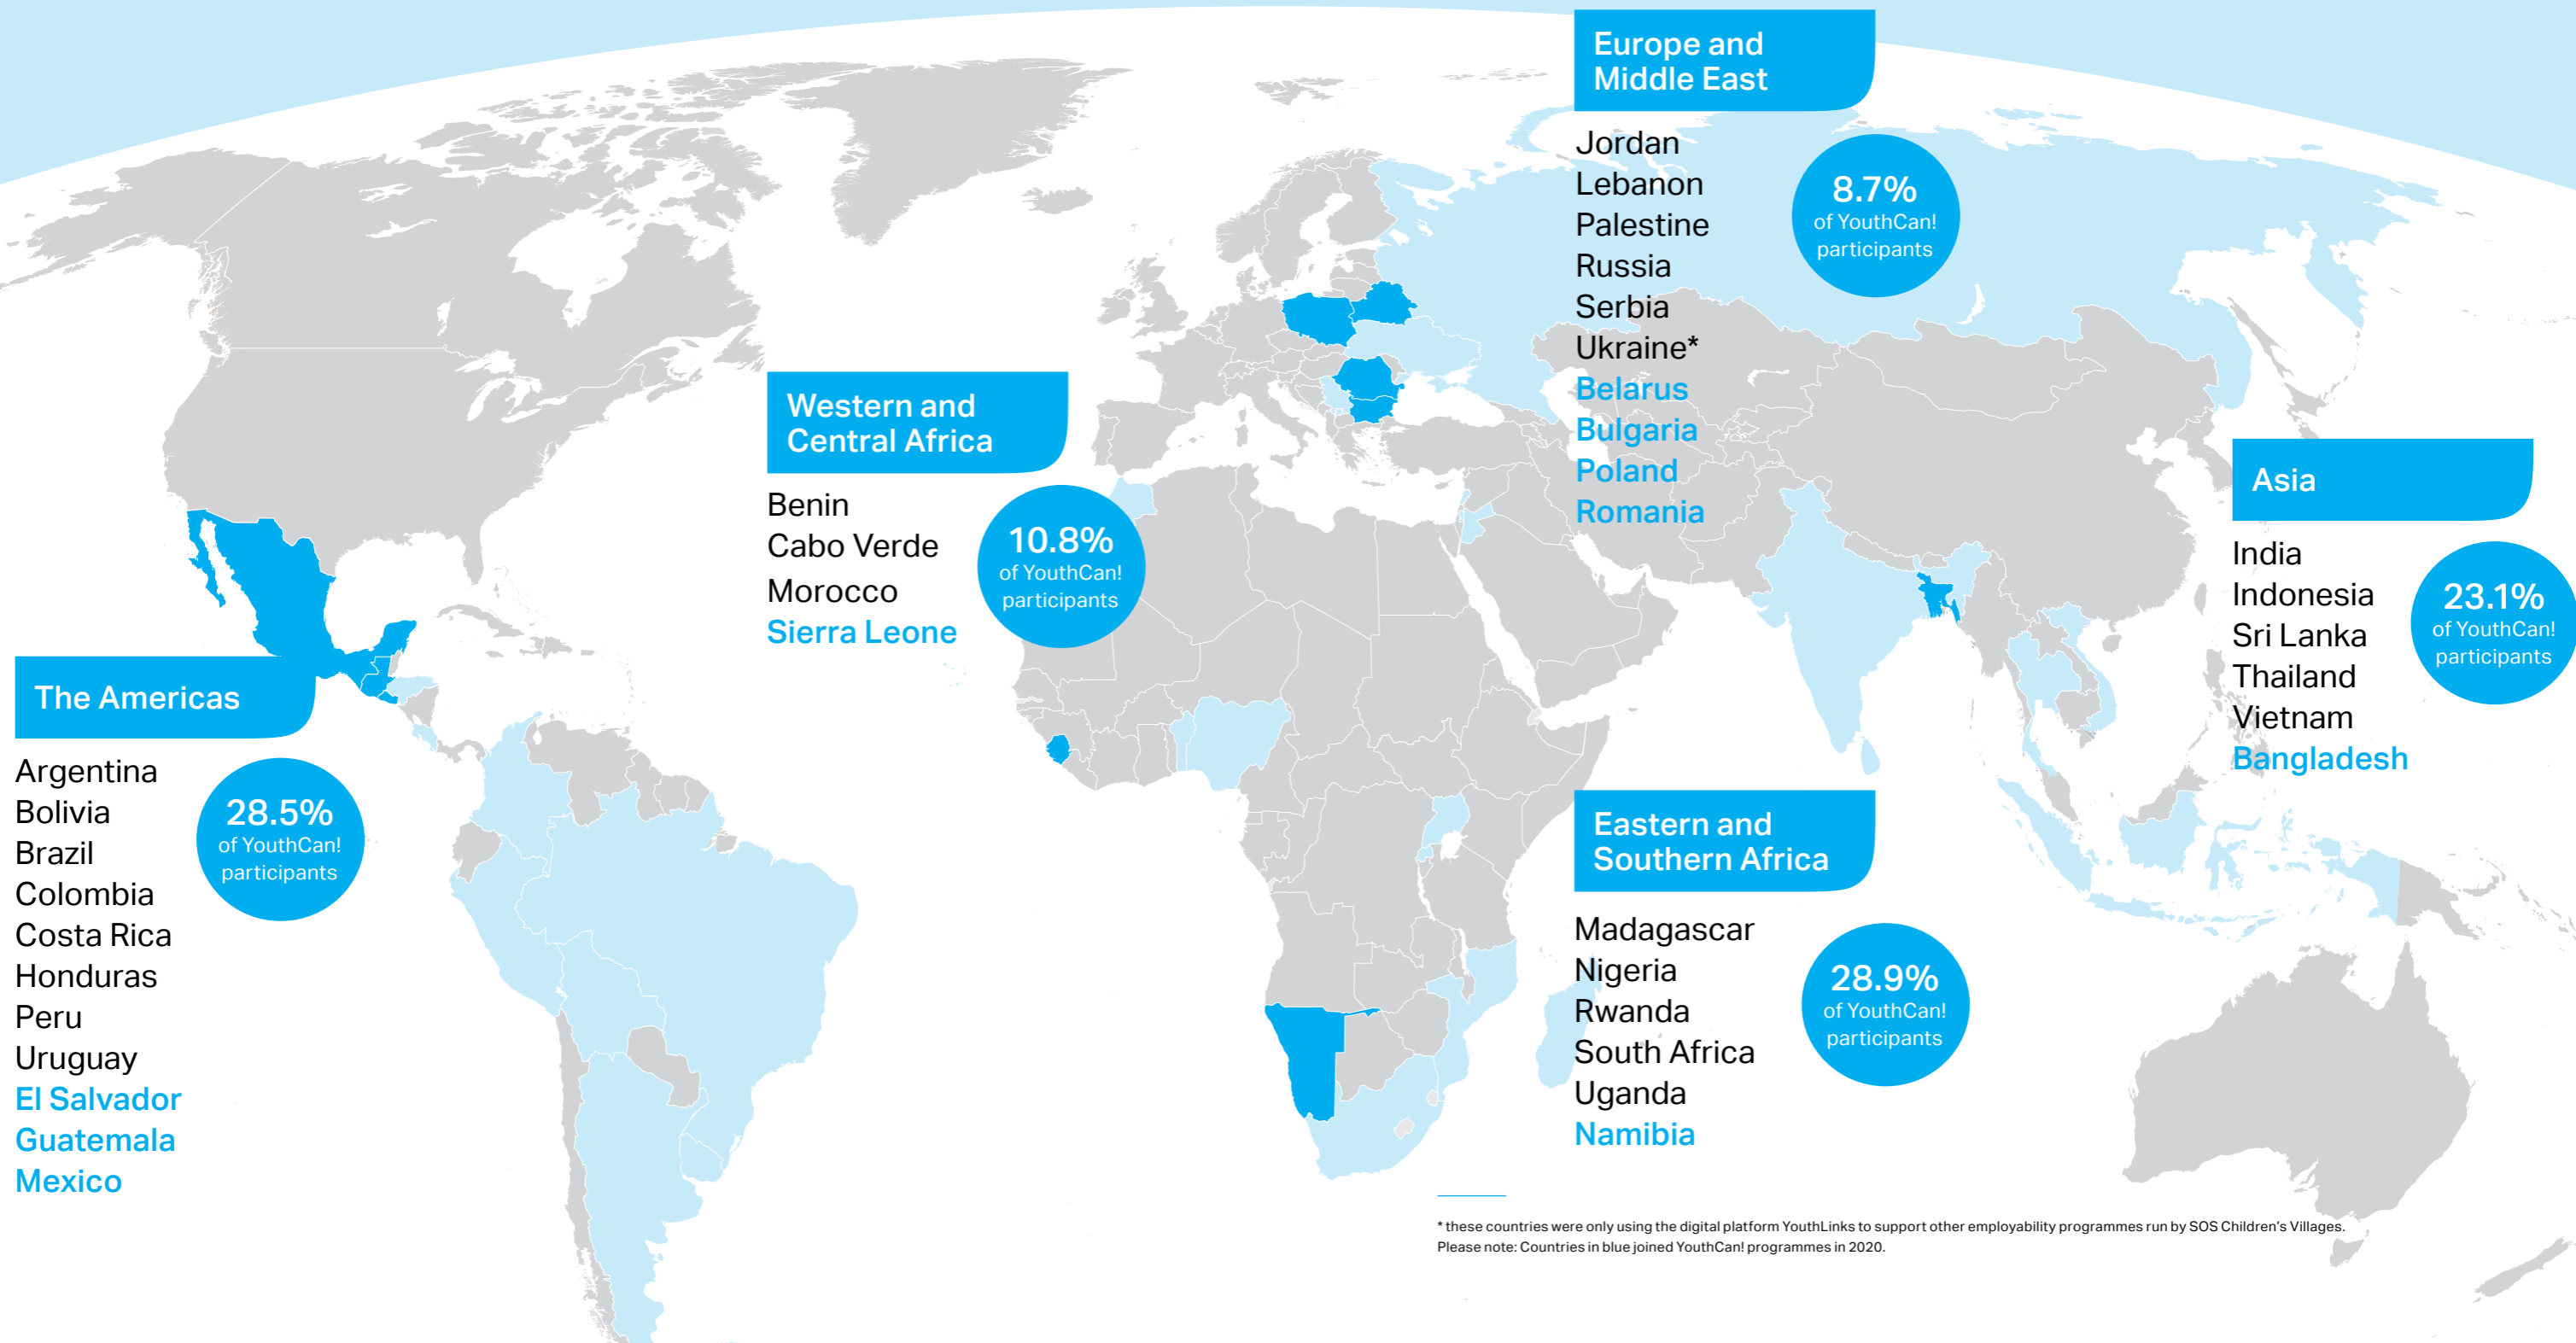 The Americas
Argentina
Bolivia
Brazil
Colombia
Costa Rica
Honduras
Peru
Uruguay
El Salvador
Guatemala
Mexico
28.5%
of YouthCan!
participants
Western and
Central Africa
Benin
Cabo Verde
Morocco
Sierra Leone
10.8%
of YouthCan!
participants
Europe and
Middle East
Jordan
Lebanon
Palestine
Russia
Serbia
Ukraine*
Belarus
Bulgaria
Poland
Romania
8.7%
of YouthCan!
participants
Eastern and
Southern Africa
Madagascar
Nigeria
Rwanda
South Africa
Uganda
Namibia
28.9%
of YouthCan!
participants
Asia
India
Indonesia
Sri Lanka
Thailand
Vietnam
Bangladesh
23.1%
of YouthCan!
participants
* these countries were only using the digital platform YouthLinks to support other employability programmes run by SOS Children's Villages.
Please note: Countries in blue joined YouthCan! programmes in 2020.